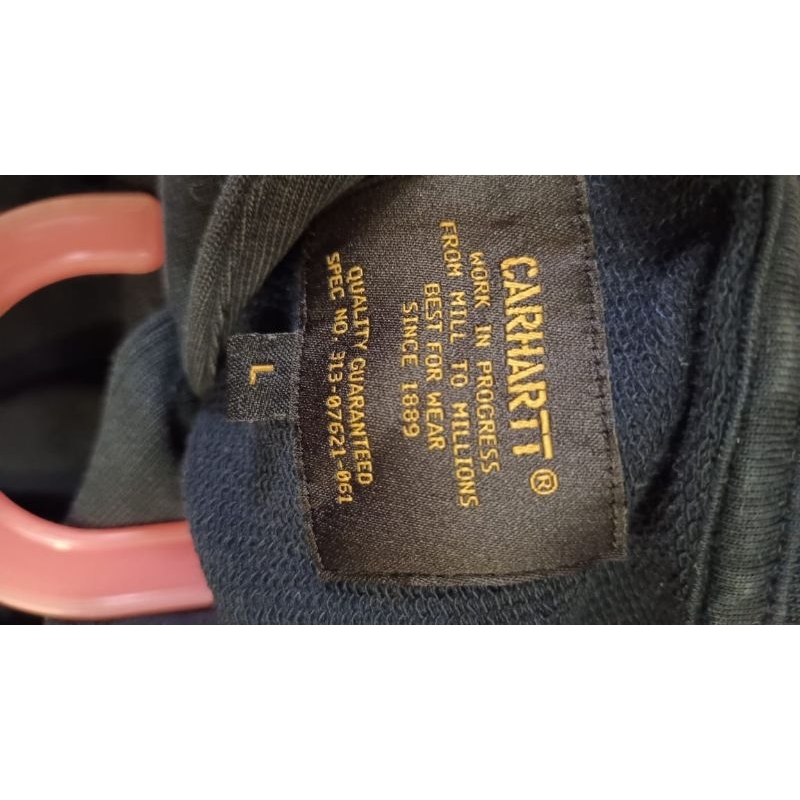 CARHARTT®
WORK IN PROGRESS
FROM MILL TO MILLIONS
BEST FOR WEAR
SINCE 1889
QUALITY GUARANTEED
SPEC NO. 313-07621-061
L